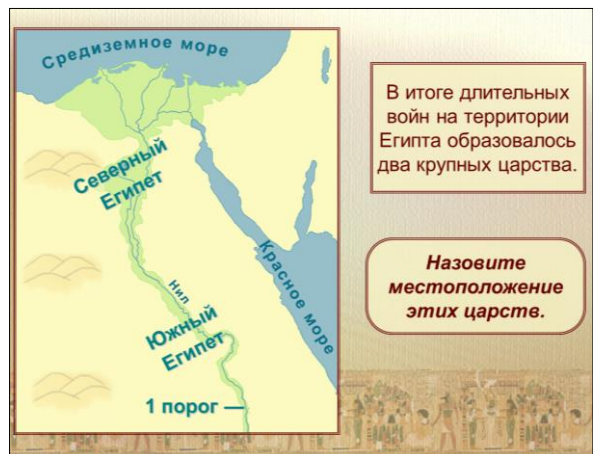 Средиземное море
Северный
Египет
Нил
Красное море
Южный
Египет
1 порог —
В итоге длительных
войн на территории
Египта образовалось
два крупных царства.
Назовите
местоположение
этих царств.